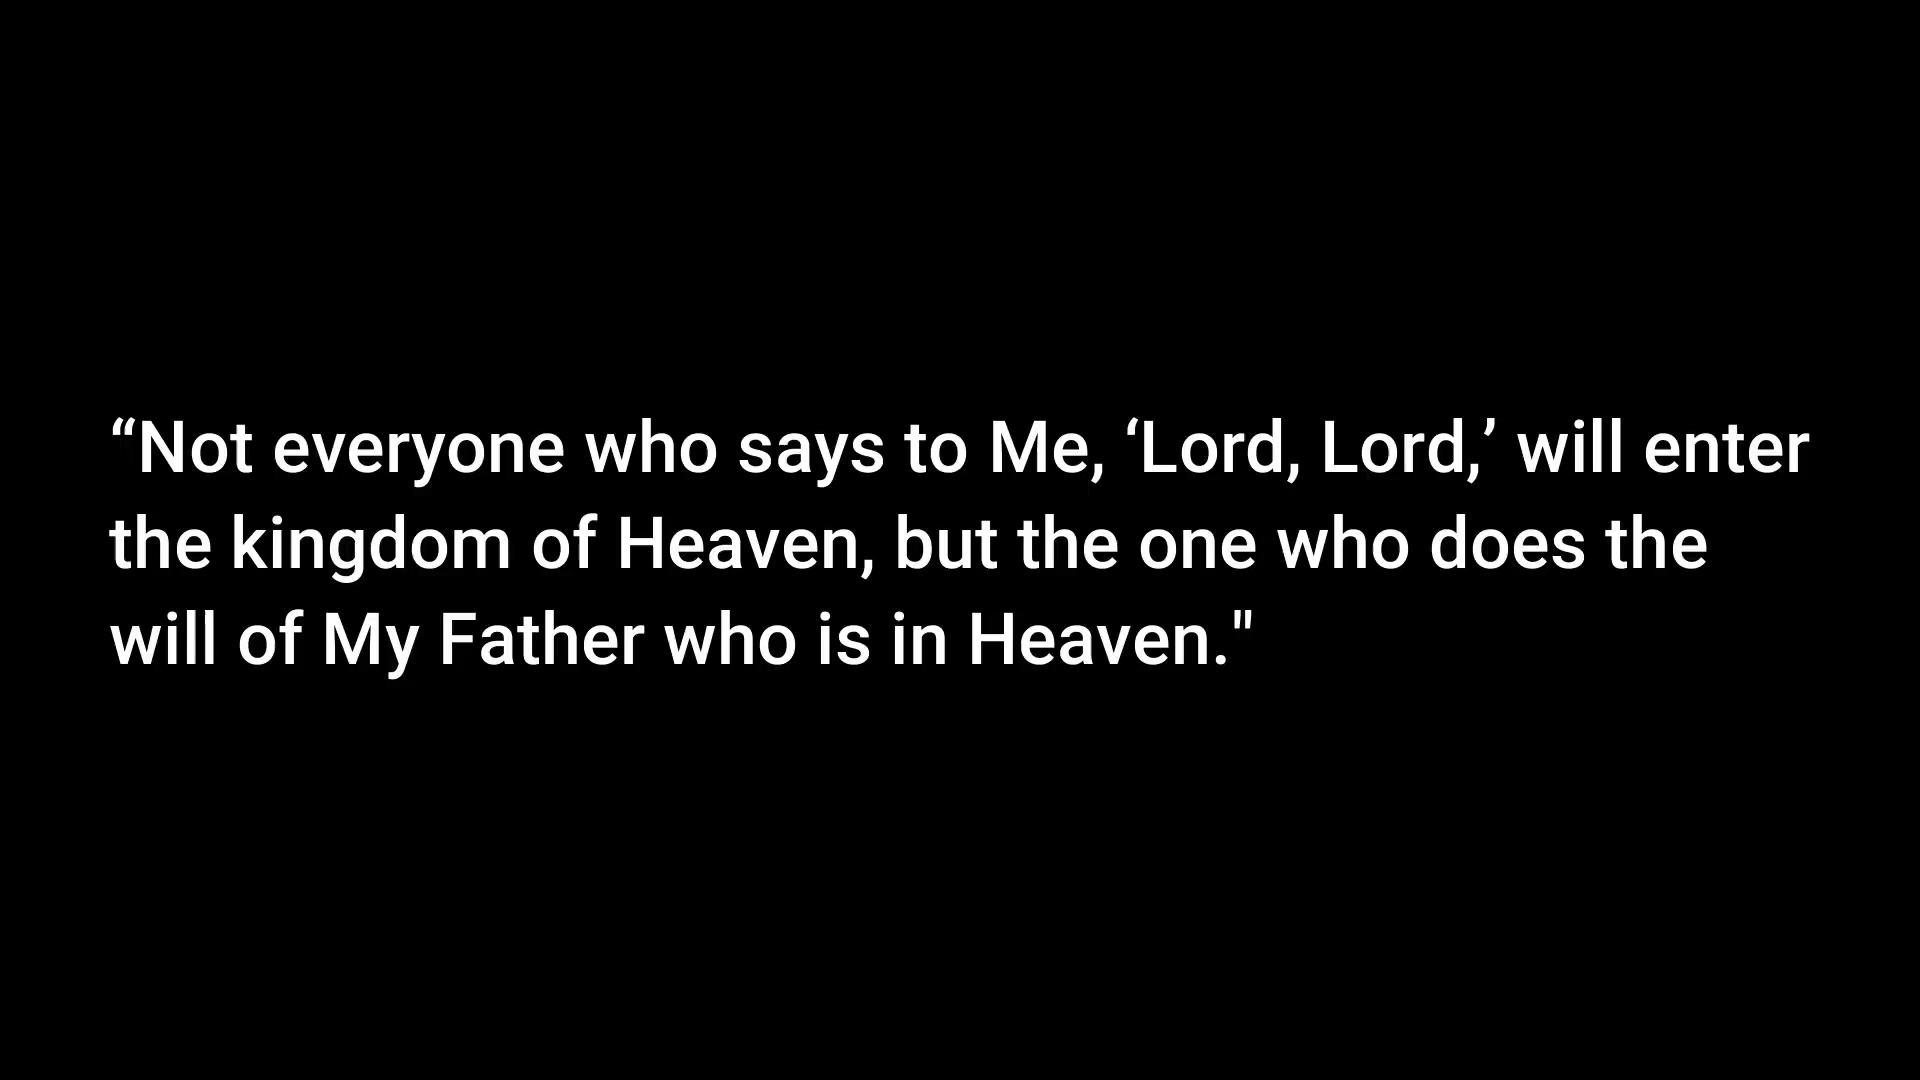 “Not everyone who says to Me, ‘Lord, Lord,’ will enter
the kingdom of Heaven, but the one who does the
will of My Father who is in Heaven."